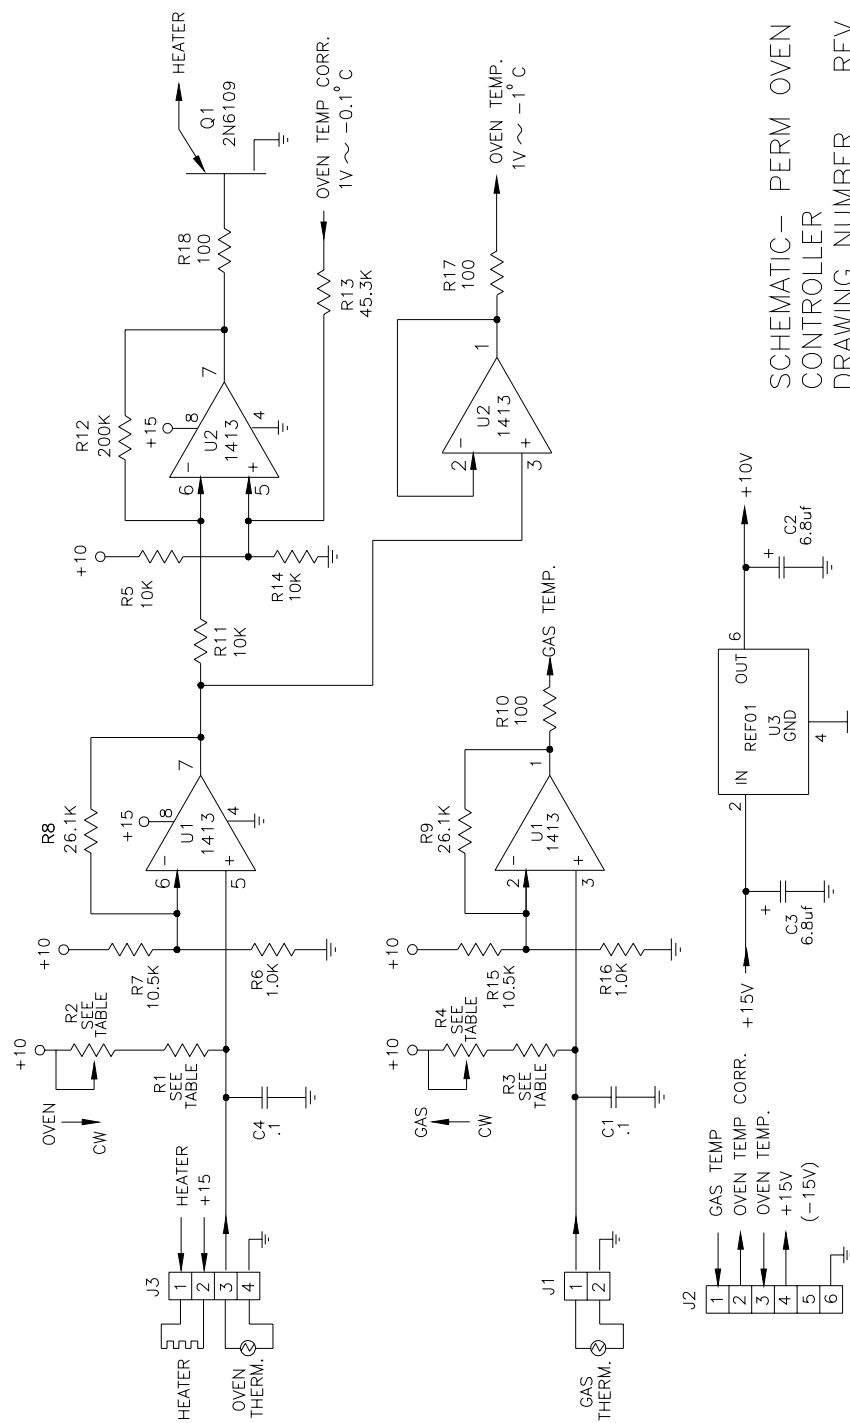 OVEN
CW
+10
R2
SEE
TABLE
R1
SEE
TABLE
C4
.1
J3
1
2
3
4
HEATER
+15
HEATER
OVEN
THERM.
+10
R7
10.5K
R6
1.0K
R8
26.1K
+15
8
6
5
-
+
U1
1413
4
7
R11
10K
+10
R5
10K
R14
10K
R12
200K
+15
8
6
5
-
+
U2
1413
4
7
R18
100
Q1
2N6109
HEATER
R13
45.3K
OVEN TEMP CORR.
1V ~ -0.1° C
2
3
-
+
U2
1413
1
R17
100
OVEN TEMP.
1V ~ -1° C
GAS
CW
+10
R4
SEE
TABLE
R3
SEE
TABLE
C1
.1
J1
1
2
GAS
THERM.
+10
R15
10.5K
R16
1.0K
R9
26.1K
2
3
-
+
U1
1413
1
R10
100
GAS TEMP.
J2
1
2
3
4
5
6
GAS TEMP
OVEN TEMP CORR.
OVEN TEMP.
+15V
(-15V)
+15V
C3
6.8uf
+
2
IN
REF01
U3
GND
OUT
4
6
+
C2
6.8uf
+10V
SCHEMATIC- PERM OVEN
CONTROLLER
DRAWING NUMBER REV